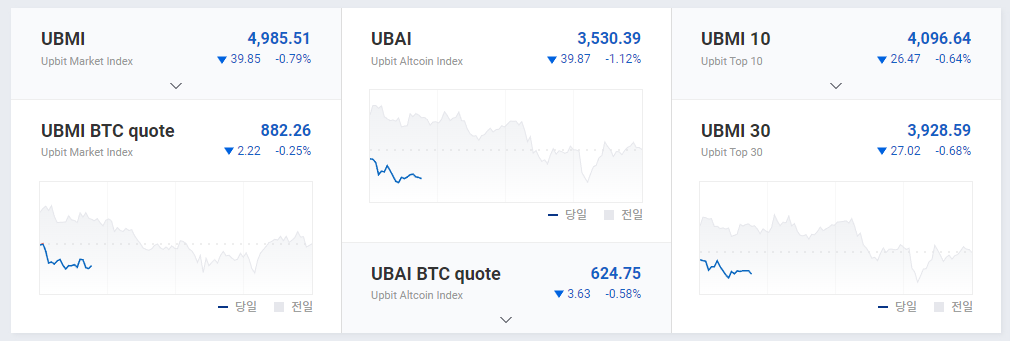 UBMI 4,985.51
Upbit Market Index ▼ 39.85 -0.79%
UBMI BTC quote 882.26
Upbit Market Index ▼ 2.22 -0.25%
당일 전일
UBAI 3,530.39
Upbit Altcoin Index ▼ 39.87 -1.12%
당일 전일
UBAI BTC quote 624.75
Upbit Altcoin Index ▼ 3.63 -0.58%
UBMI 10 4,096.64
Upbit Top 10 ▼ 26.47 -0.64%
UBMI 30 3,928.59
Upbit Top 30 ▼ 27.02 -0.68%
당일 전일